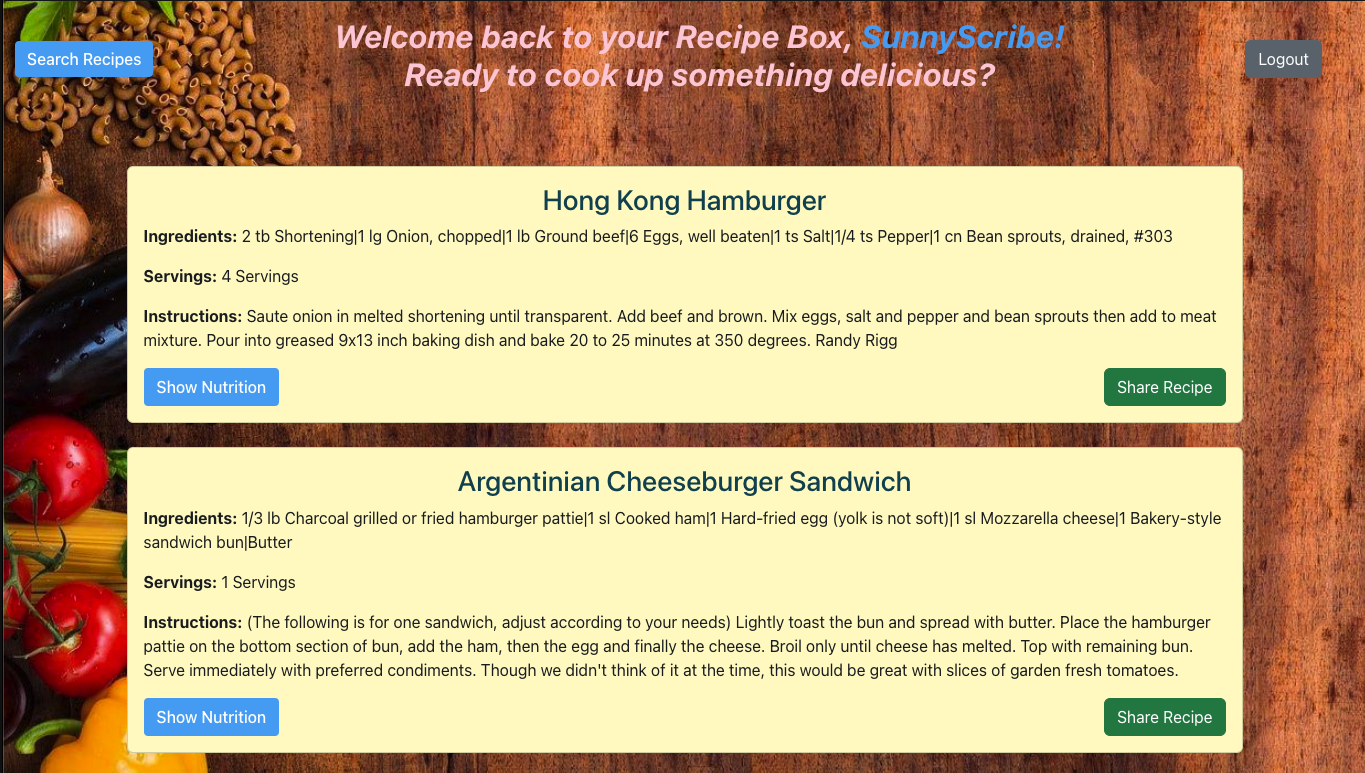 Search Recipes
Welcome back to your Recipe Box, SunnyScribe!
Ready to cook up something delicious?
Logout
Hong Kong Hamburger
Ingredients: 2 tb Shortening|1 lg Onion, chopped|1 lb Ground beef|6 Eggs, well beaten|1 ts Salt|1/4 ts Pepper|1 cn Bean sprouts, drained, #303
Servings: 4 Servings
Instructions: Saute onion in melted shortening until transparent. Add beef and brown. Mix eggs, salt and pepper and bean sprouts then add to meat
mixture. Pour into greased 9x13 inch baking dish and bake 20 to 25 minutes at 350 degrees. Randy Rigg
Show Nutrition
Share Recipe
Argentinian Cheeseburger Sandwich
Ingredients: 1/3 lb Charcoal grilled or fried hamburger pattie|1 sl Cooked ham|1 Hard-fried egg (yolk is not soft)|1 sl Mozzarella cheese|1 Bakery-style
sandwich bun|Butter
Servings: 1 Servings
Instructions: (The following is for one sandwich, adjust according to your needs) Lightly toast the bun and spread with butter. Place the hamburger
pattie on the bottom section of bun, add the ham, then the egg and finally the cheese. Broil only until cheese has melted. Top with remaining bun.
Serve immediately with preferred condiments. Though we didn't think of it at the time, this would be great with slices of garden fresh tomatoes.
Show Nutrition
Share Recipe